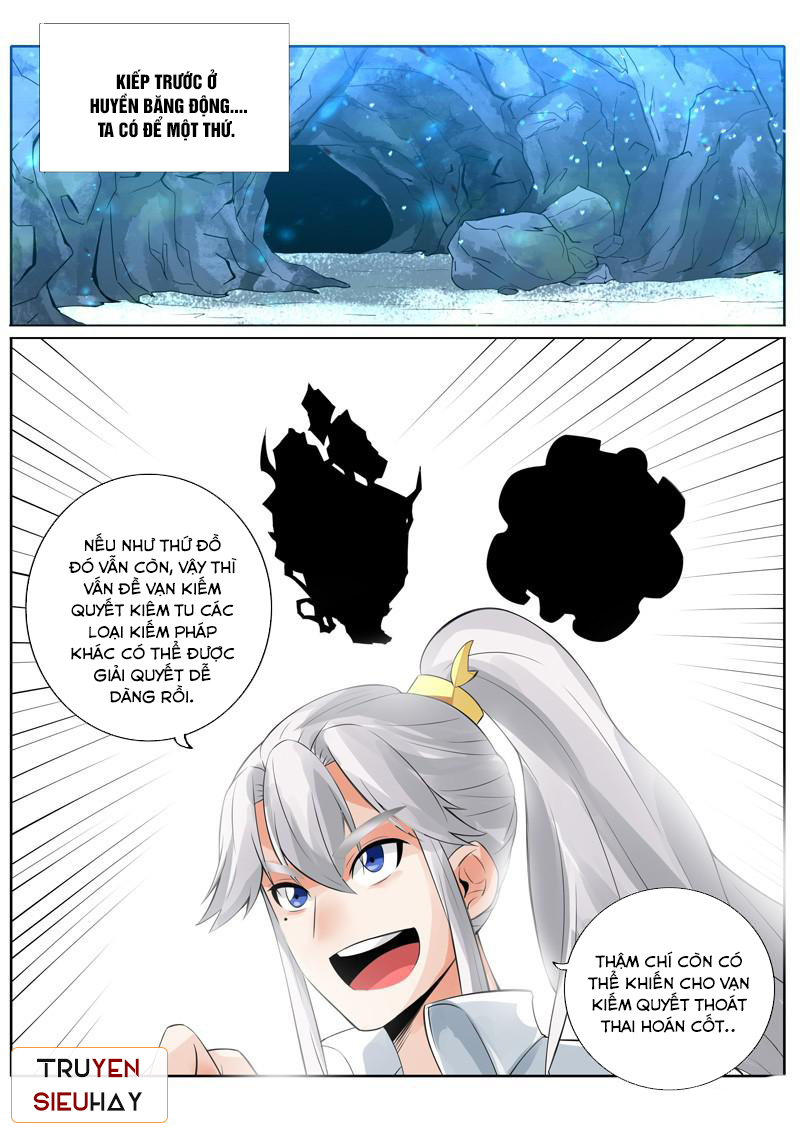 KIẾP TRƯỚC Ở
HUYỀN BĂNG ĐỘNG....
TA CÓ ĐỂ MỘT THỨ.
NẾU NHƯ THỨ ĐỒ
ĐÓ VẪN CÒN, VẬY THÌ
VẤN ĐỀ VẠN KIẾM
QUYẾT KIÊM TU CÁC
LOẠI KIẾM PHÁP
KHÁC CÓ THỂ ĐƯỢC
GIẢI QUYẾT DỄ
DÀNG RỒI.
THẬM CHÍ CÒN CÓ
THỂ KHIẾN CHO VẠN
KIẾM QUYẾT THOÁT
THAI HOÁN CỐT..
TRUYEN
SIEUHAY